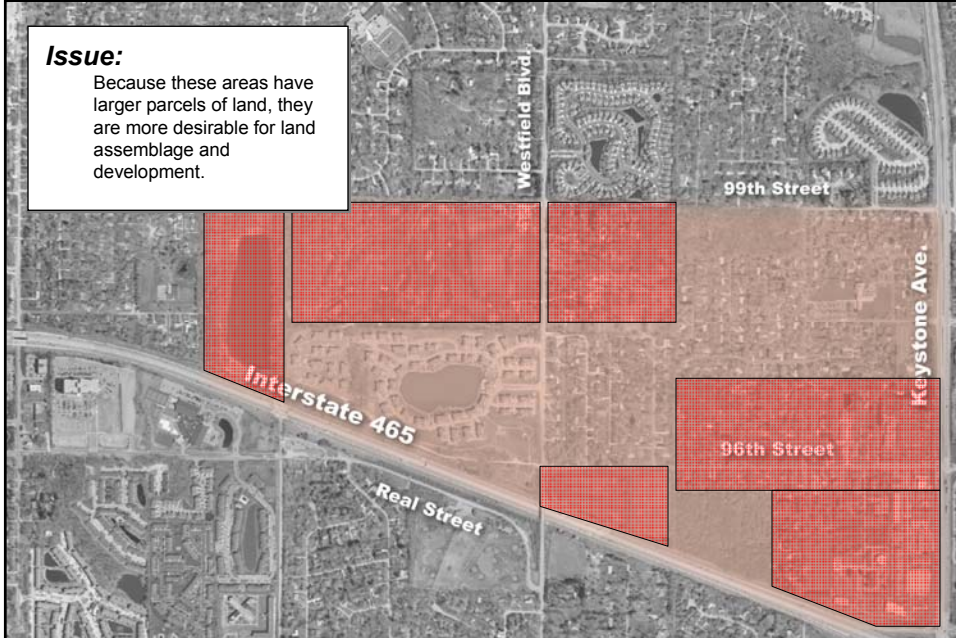 Issue:
Because these areas have
larger parcels of land, they
are more desirable for land
assemblage and
development.
Westfield Blvd.
99th Street
Keystone Ave.
Interstate 465
96th Street
Real Street